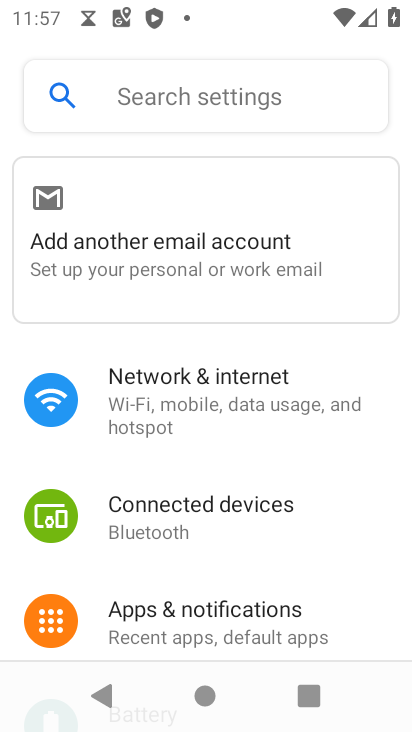 11:57
Search settings
Add another email account
Set up your personal or work email
Network & internet
Wi-Fi, mobile, data usage, and
hotspot
Connected devices
Bluetooth
Apps & notifications
Recent apps, default apps
Battery